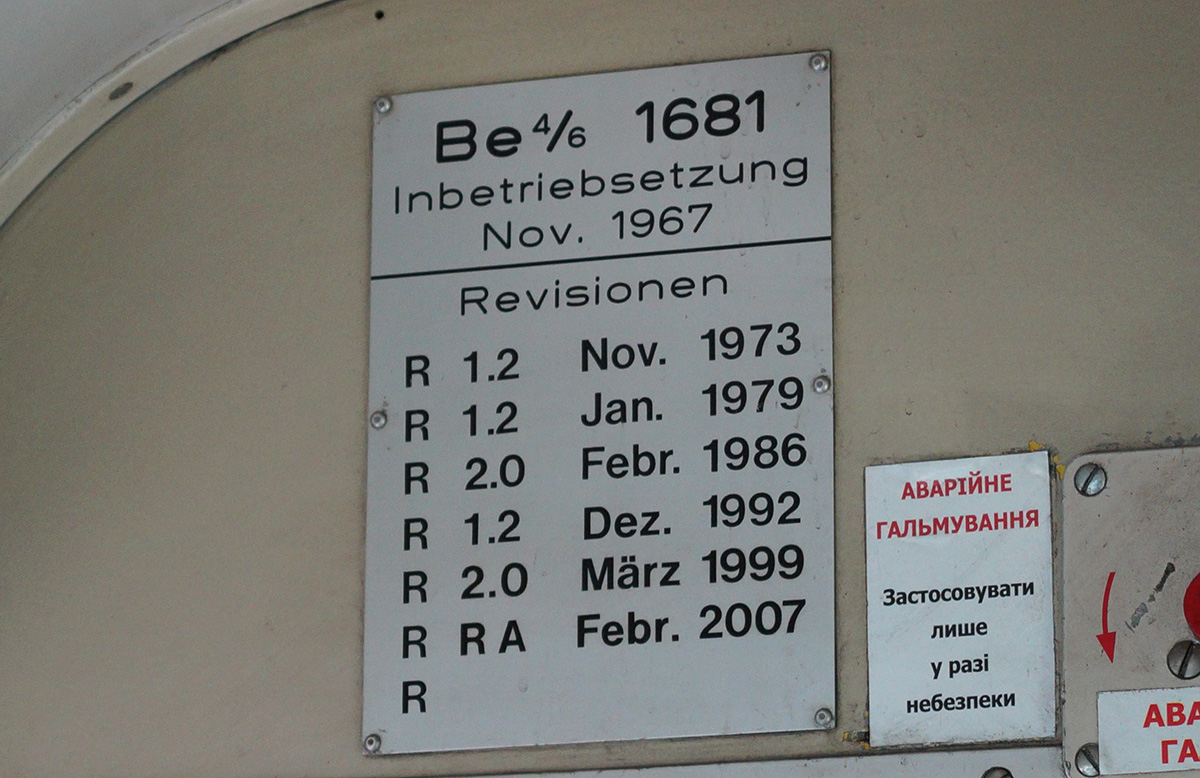 Be 4/6 1681
Inbetriebsetzung
Nov. 1967
Revisionen
R 1.2 Nov. 1973
R 1.2 Jan. 1979
R 2.0 Febr. 1986
R 1.2 Dez. 1992
R 2.0 März 1999
R R A Febr. 2007
R
АВАРІЙНЕ
ГАЛЬМУВАННЯ
Застосовувати
лише
у разі
небезпеки